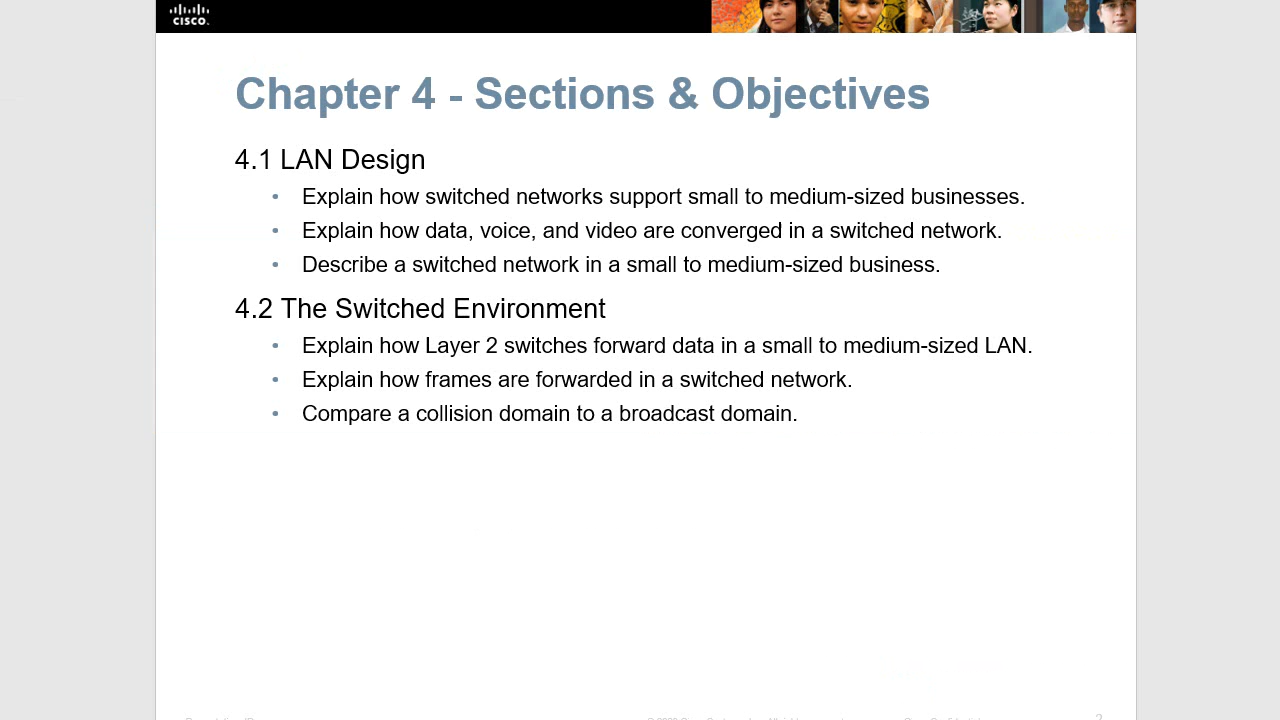 CISCO.
Chapter 4 - Sections & Objectives
4.1 LAN Design
• Explain how switched networks support small to medium-sized businesses.
• Explain how data, voice, and video are converged in a switched network.
• Describe a switched network in a small to medium-sized business.
4.2 The Switched Environment
• Explain how Layer 2 switches forward data in a small to medium-sized LAN.
• Explain how frames are forwarded in a switched network.
• Compare a collision domain to a broadcast domain.
2